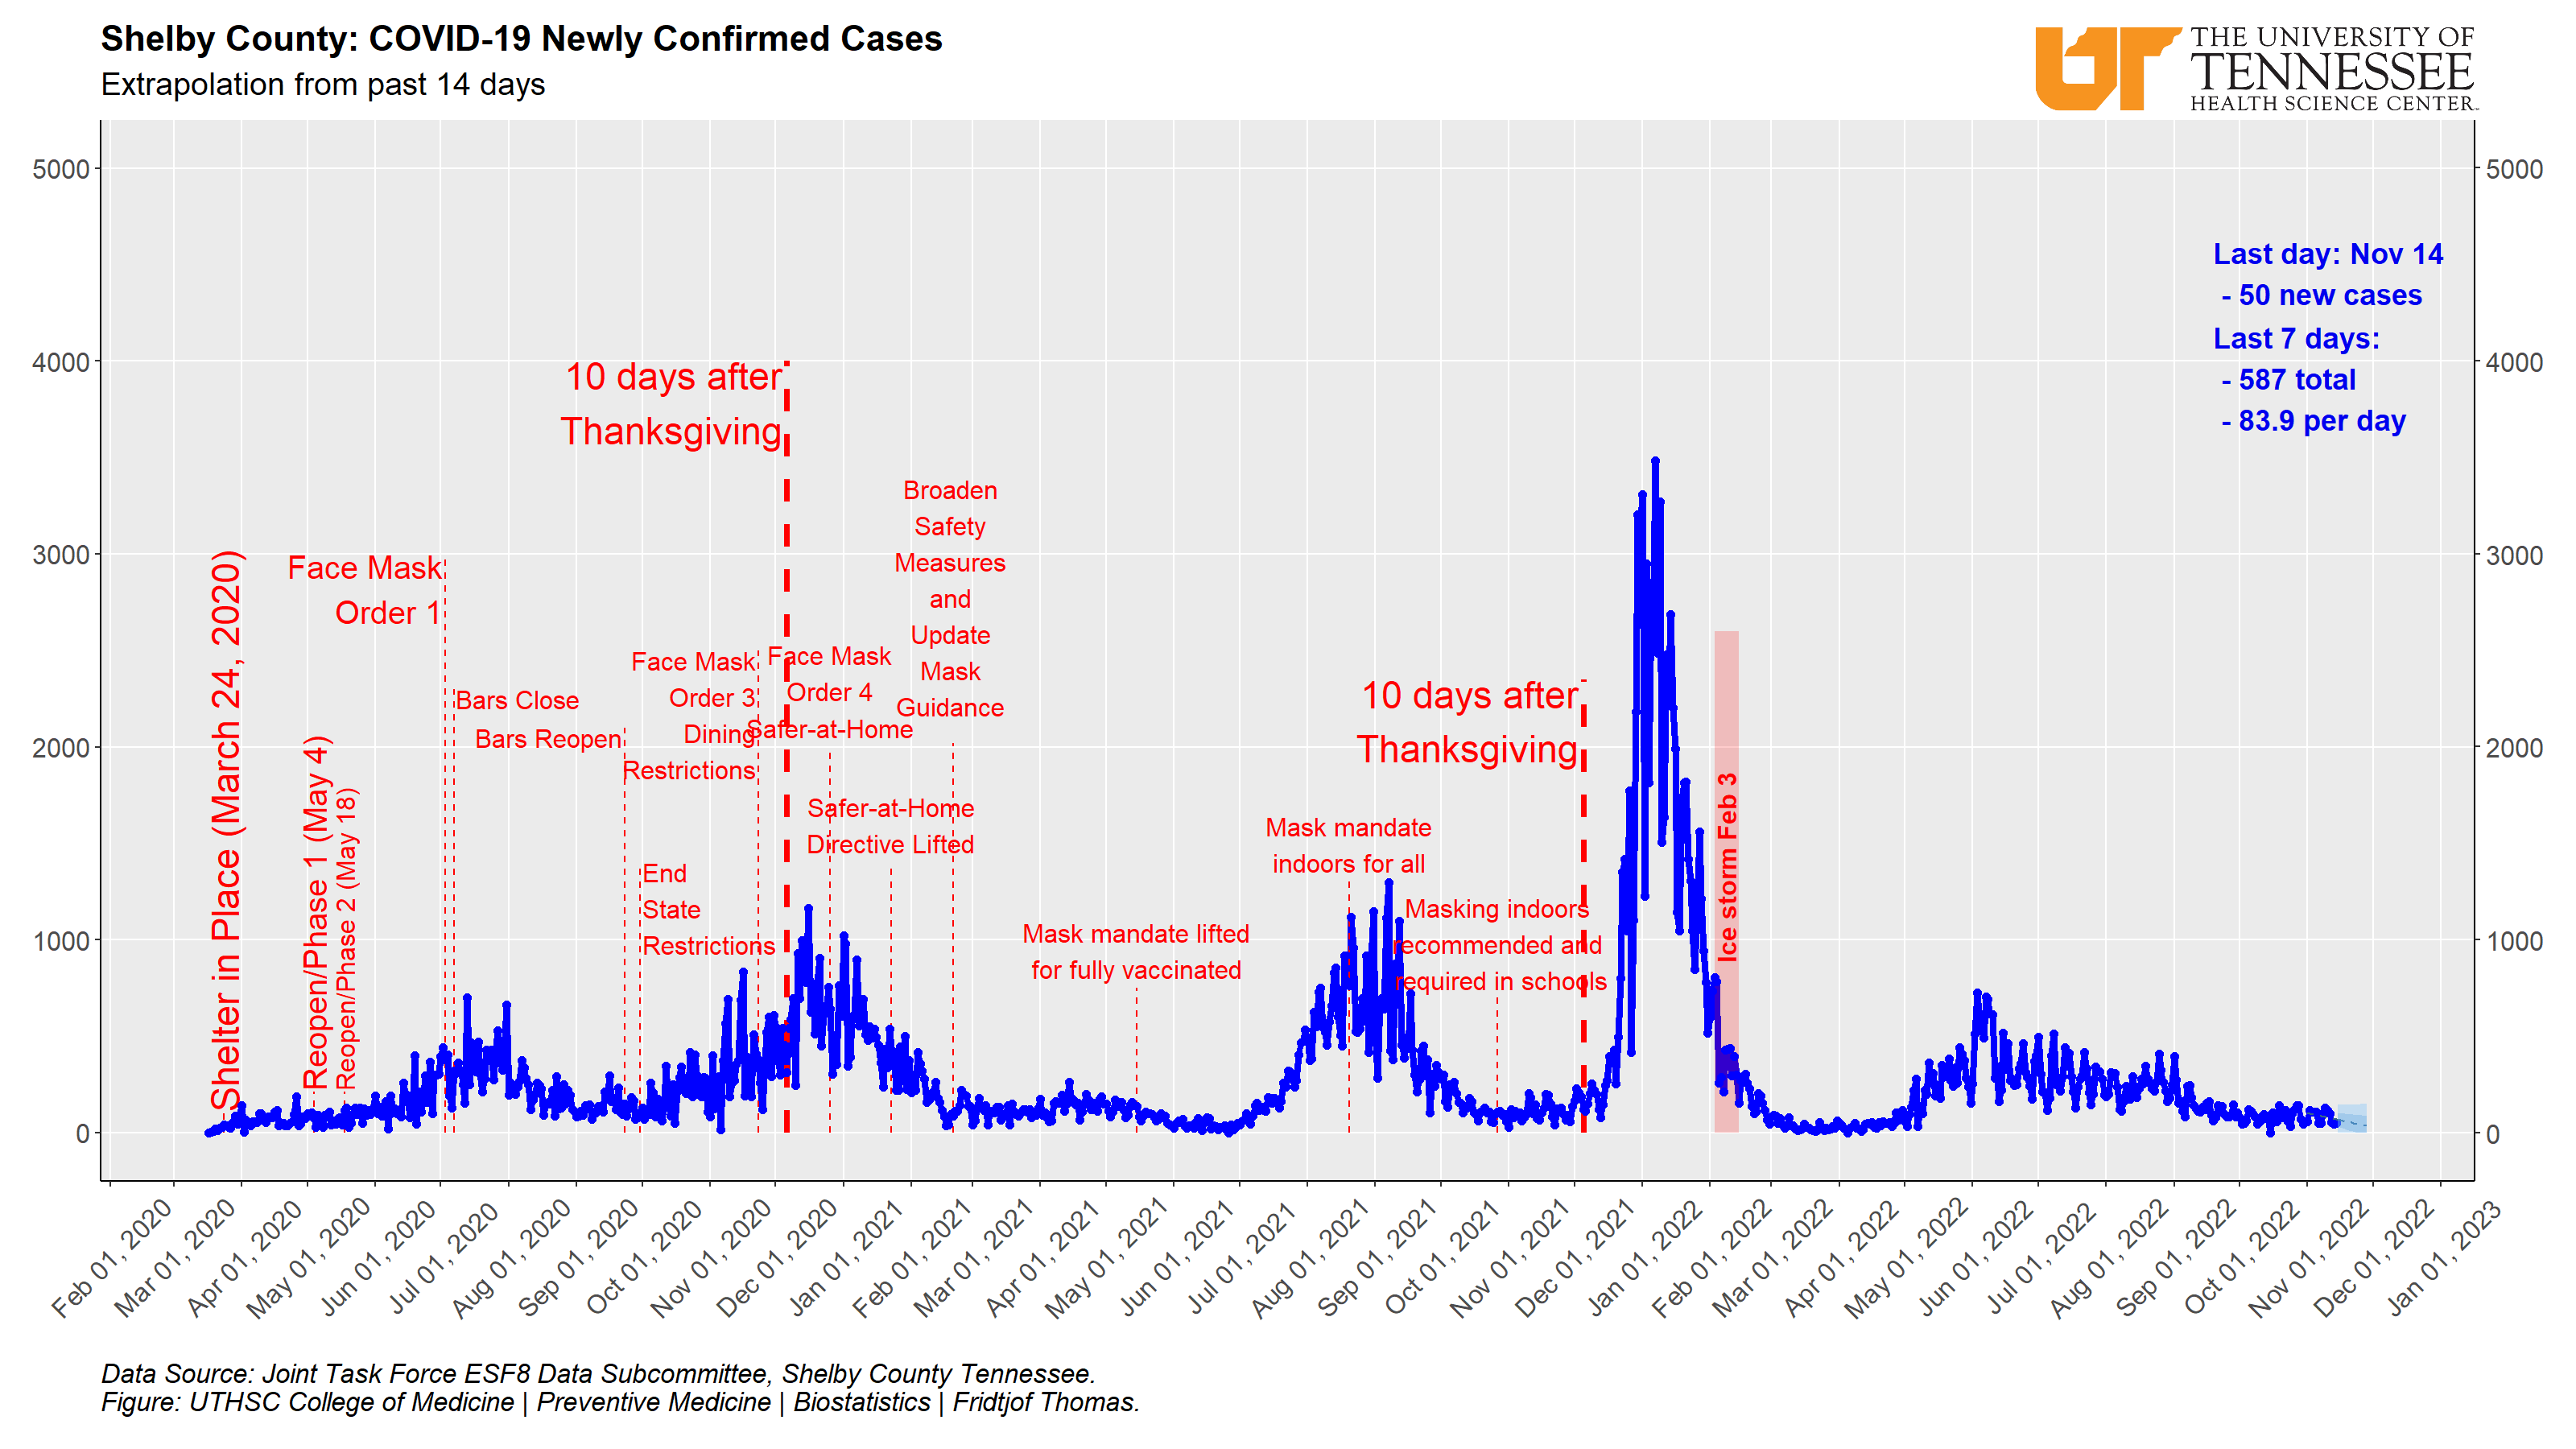 Shelby County: COVID-19 Newly Confirmed Cases
Extrapolation from past 14 days
THE UNIVERSITY OF
TENNESSEE
HEALTH SCIENCE CENTER
5000
4000
3000
2000
1000
0
5000
4000
3000
2000
1000
0
Last day: Nov 14
- 50 new cases
Last 7 days:
- 587 total
- 83.9 per day
Shelter in Place (March 24, 2020)
Reopen/Phase 1 (May 4)
Reopen/Phase 2 (May 18)
Face Mask
Order 1
Bars Close
Bars Reopen
End
State
Restrictions
Face Mask
Order 3
Dining
Restrictions
10 days after
Thanksgiving
Face Mask
Order 4
Safer-at-Home
Safer-at-Home
Directive Lifted
Broaden
Safety
Measures
and
Update
Mask
Guidance
Mask mandate lifted
for fully vaccinated
Mask mandate
indoors for all
Masking indoors
recommended and
required in schools
10 days after
Thanksgiving
Ice storm Feb 3
Feb 01, 2020
Mar 01, 2020
Apr 01, 2020
May 01, 2020
Jun 01, 2020
Jul 01, 2020
Aug 01, 2020
Sep 01, 2020
Oct 01, 2020
Nov 01, 2020
Dec 01, 2020
Jan 01, 2021
Feb 01, 2021
Mar 01, 2021
Apr 01, 2021
May 01, 2021
Jun 01, 2021
Jul 01, 2021
Aug 01, 2021
Sep 01, 2021
Oct 01, 2021
Nov 01, 2021
Dec 01, 2021
Jan 01, 2022
Feb 01, 2022
Mar 01, 2022
Apr 01, 2022
May 01, 2022
Jun 01, 2022
Jul 01, 2022
Aug 01, 2022
Sep 01, 2022
Oct 01, 2022
Nov 01, 2022
Dec 01, 2022
Jan 01, 2023
Data Source: Joint Task Force ESF8 Data Subcommittee, Shelby County Tennessee.
Figure: UTHSC College of Medicine | Preventive Medicine | Biostatistics | Fridtjof Thomas.